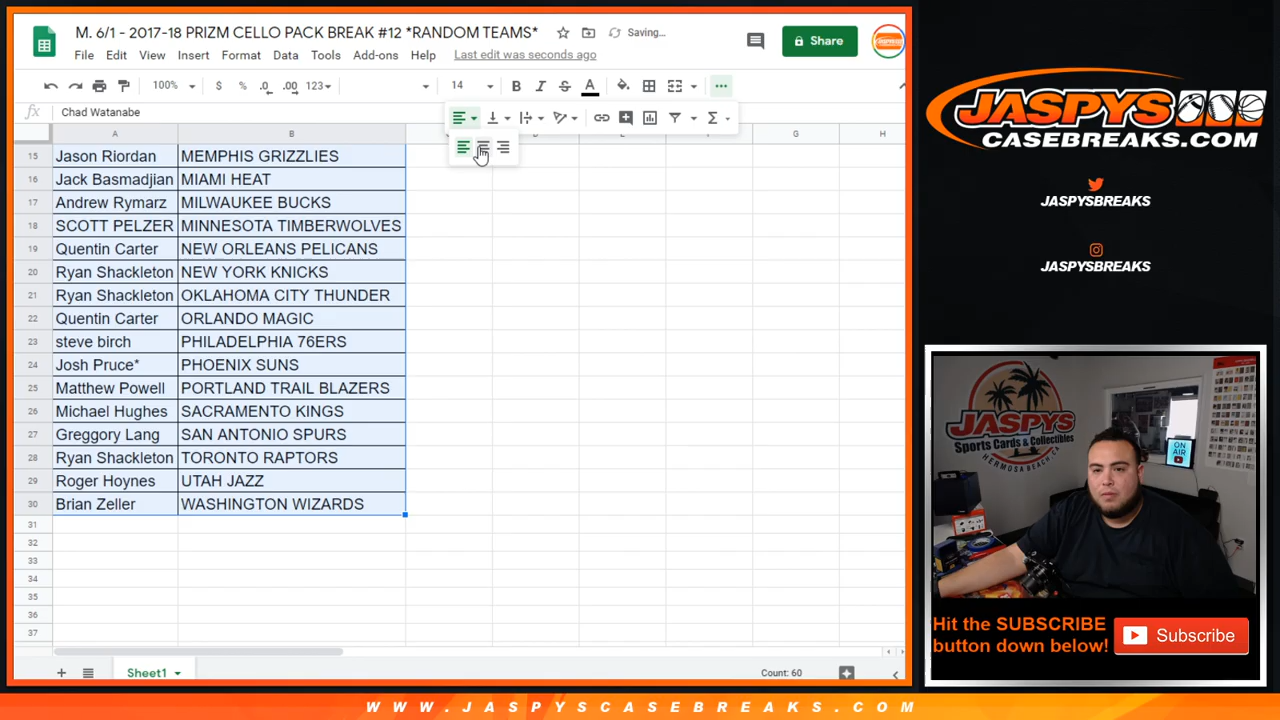 M. 6/1 - 2017-18 PRIZM CELLO PACK BREAK #12 *RANDOM TEAMS*
Saving...
Share
File Edit View Insert Format Data Tools Add-ons Help Last edit was seconds ago
100% $ % .0 .00 123 14 B I S A
fx Chad Watanabe
A B G H
15 Jason Riordan MEMPHIS GRIZZLIES
16 Jack Basmadjian MIAMI HEAT
17 Andrew Rymarz MILWAUKEE BUCKS
18 SCOTT PELZER MINNESOTA TIMBERWOLVES
19 Quentin Carter NEW ORLEANS PELICANS
20 Ryan Shackleton NEW YORK KNICKS
21 Ryan Shackleton OKLAHOMA CITY THUNDER
22 Quentin Carter ORLANDO MAGIC
23 steve birch PHILADELPHIA 76ERS
24 Josh Pruce* PHOENIX SUNS
25 Matthew Powell PORTLAND TRAIL BLAZERS
26 Michael Hughes SACRAMENTO KINGS
27 Greggory Lang SAN ANTONIO SPURS
28 Ryan Shackleton TORONTO RAPTORS
29 Roger Hoynes UTAH JAZZ
30 Brian Zeller WASHINGTON WIZARDS
31
32
33
34
35
36
37
Sheet1
Count: 60
JASPYS
CASEBREAKS.COM
JASPYSBREAKS
JASPYSBREAKS
JASPYS
Sports Cards & Collectibles
HERMOSA BEACH, CA
ON AIR
Hit the SUBSCRIBE
button down below!
Subscribe
WWW.JASPYSCASEBREAKS.COM